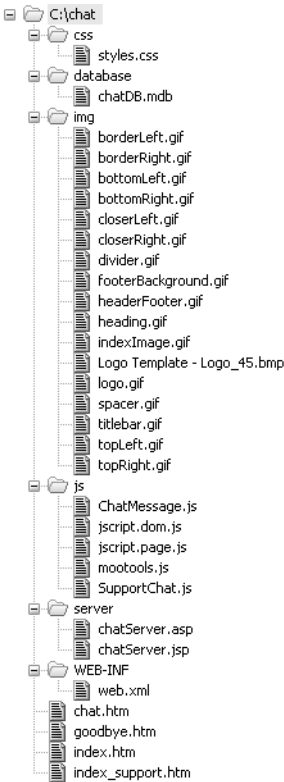 C:\chat
css
styles.css
database
chatDB.mdb
img
borderLeft.gif
borderRight.gif
bottomLeft.gif
bottomRight.gif
closerLeft.gif
closerRight.gif
divider.gif
footerBackground.gif
headerFooter.gif
heading.gif
indexImage.gif
Logo Template - Logo_45.bmp
logo.gif
spacer.gif
titlebar.gif
topLeft.gif
topRight.gif
js
ChatMessage.js
jscript.dom.js
jscript.page.js
mootools.js
SupportChat.js
server
chatServer.asp
chatServer.jsp
WEB-INF
web.xml
chat.htm
goodbye.htm
index.htm
index_support.htm